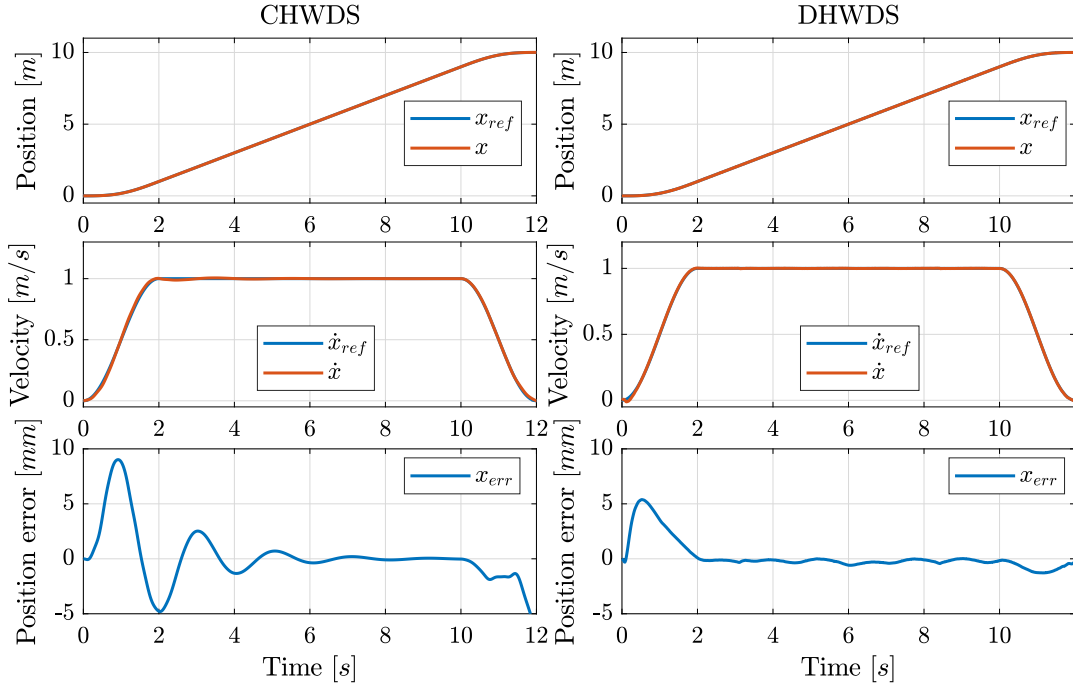 CHWDS
DHWDS
Position [m]
10
5
0
x_ref
x
0 2 4 6 8 10 12
Position [m]
10
5
0
x_ref
x
0 2 4 6 8 10
Velocity [m/s]
1
0.5
0
ẋ_ref
ẋ
0 2 4 6 8 10 12
Velocity [m/s]
1
0.5
0
ẋ_ref
ẋ
0 2 4 6 8 10
Position error [mm]
10
5
0
-5
x_err
0 2 4 6 8 10 12
Time [s]
Position error [mm]
10
5
0
-5
x_err
0 2 4 6 8 10
Time [s]